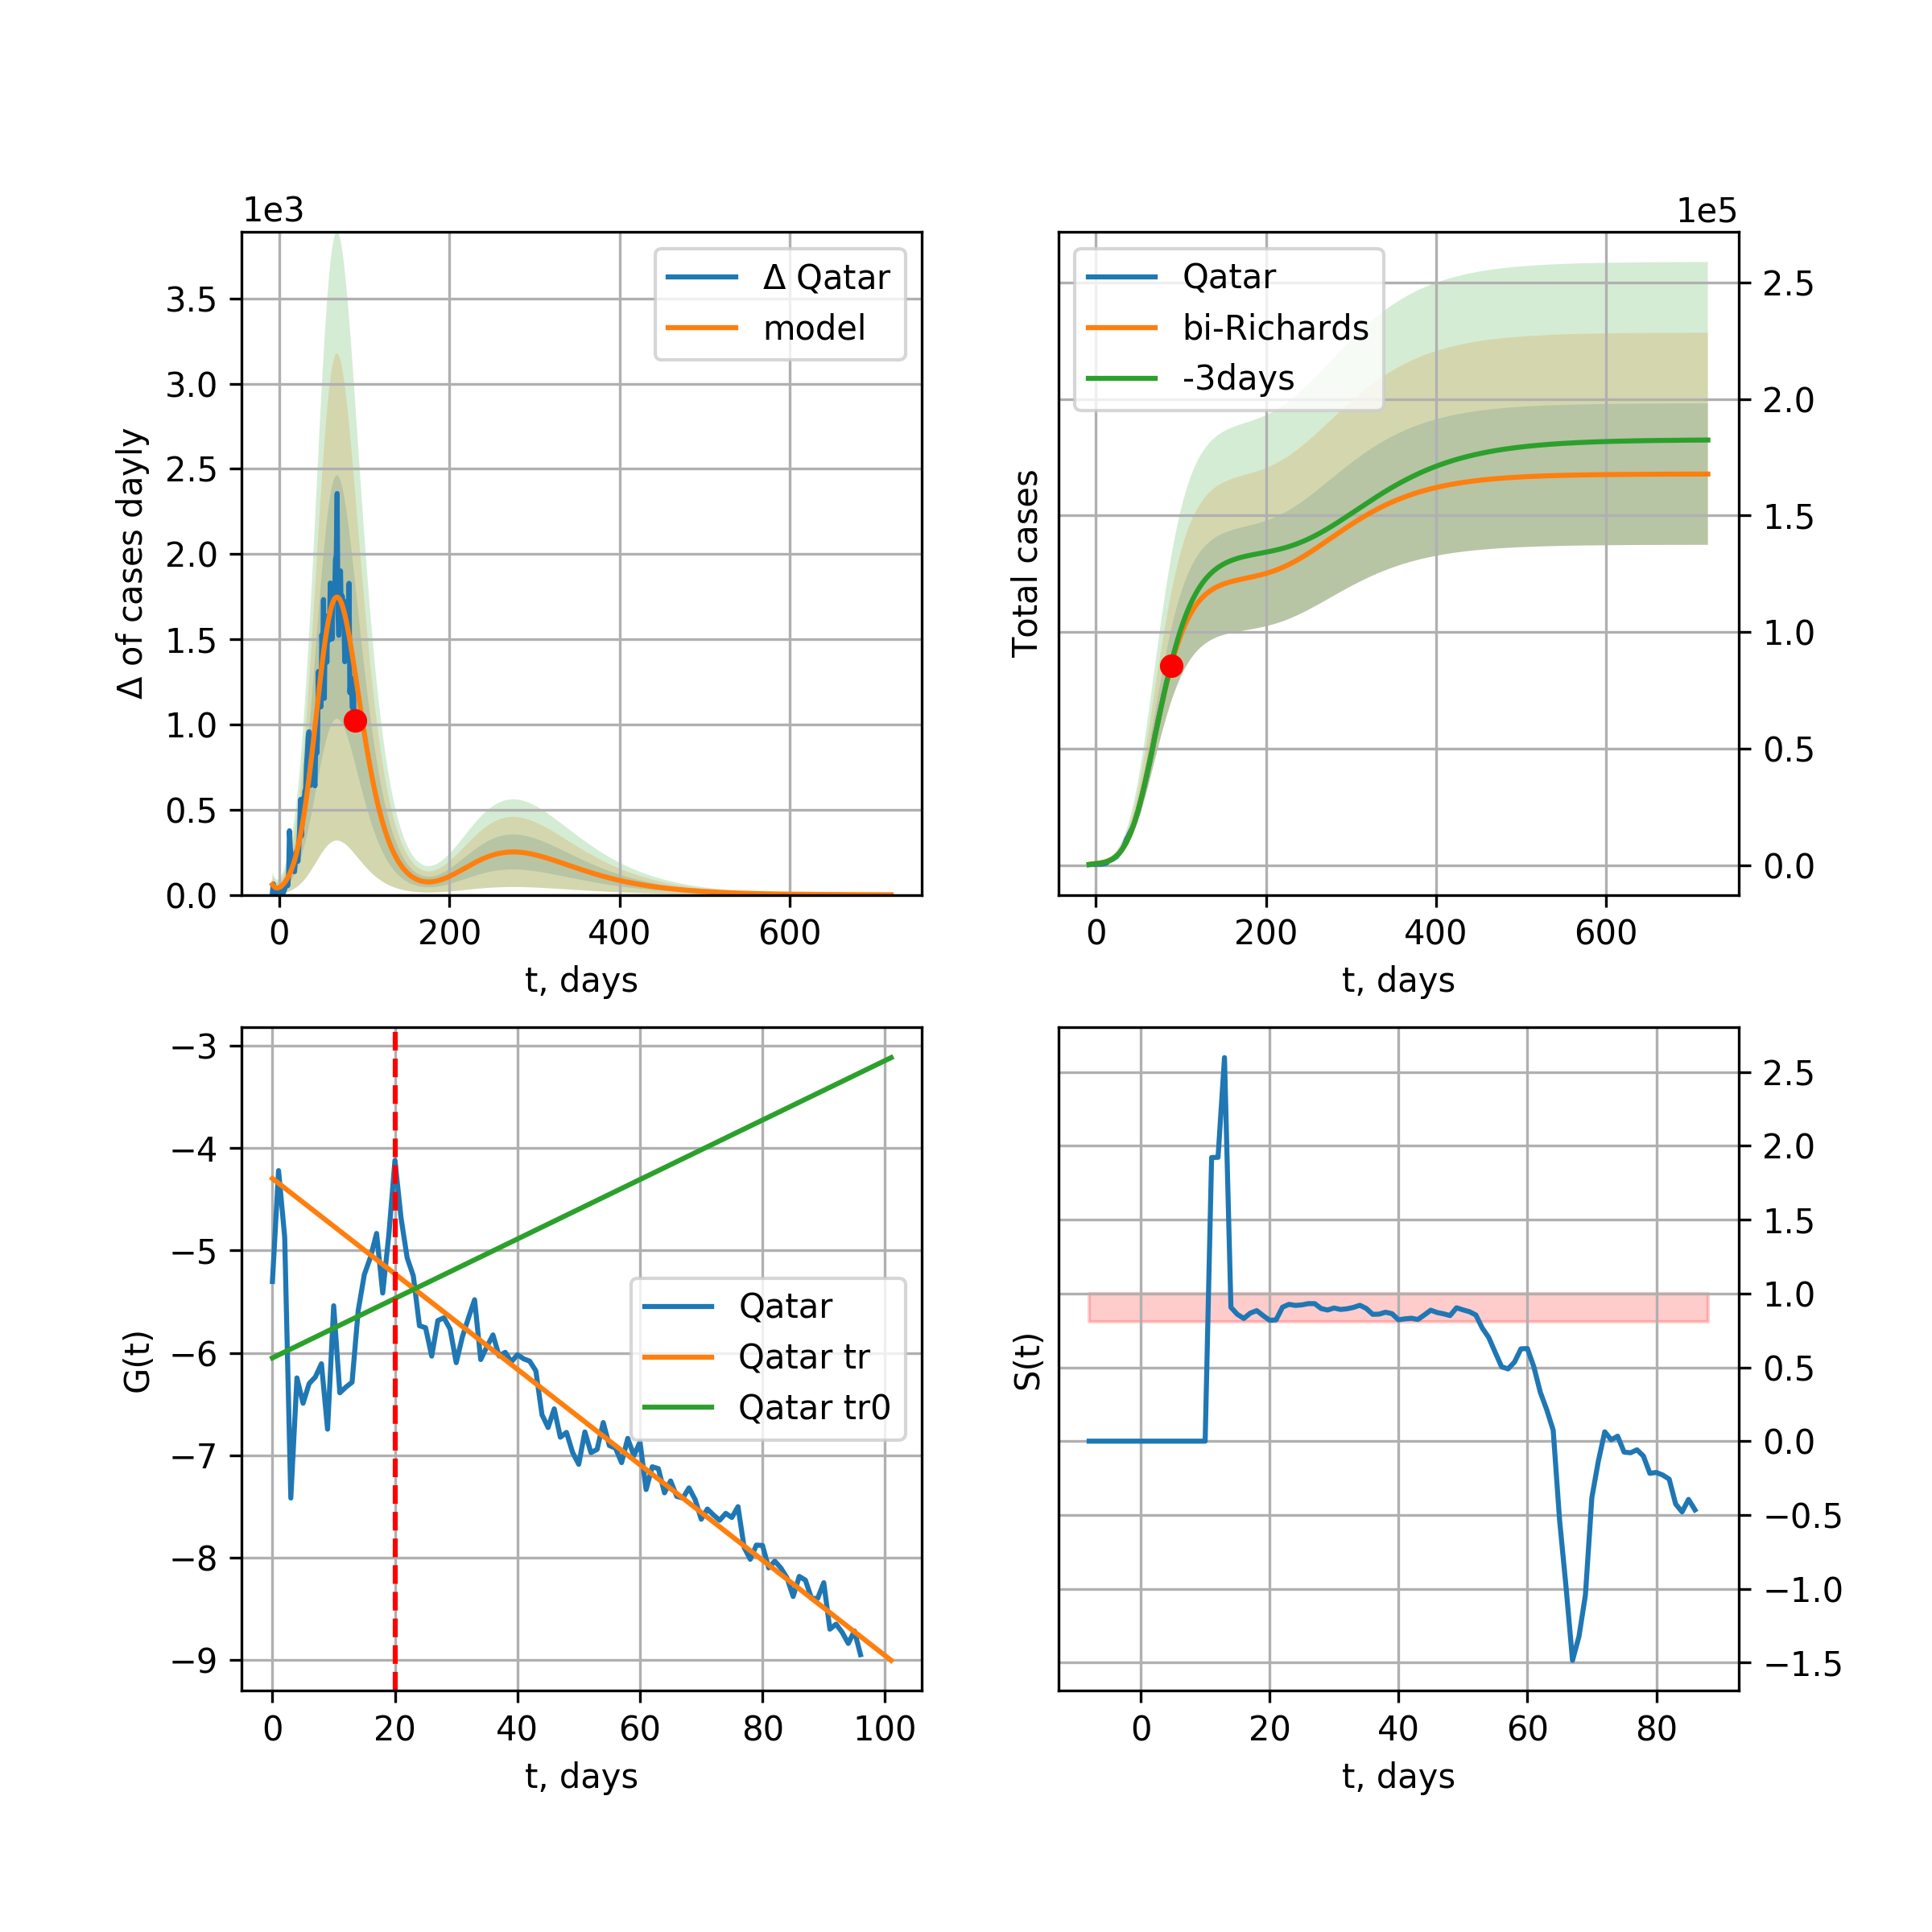 1e3
Δ of cases dayly
3.5
3.0
2.5
2.0
1.5
1.0
0.5
0.0
0 200 400 600
t, days
Δ Qatar
model
1e5
Total cases
2.5
2.0
1.5
1.0
0.5
0.0
0 200 400 600
t, days
Qatar
bi-Richards
-3days
G(t)
−3
−4
−5
−6
−7
−8
−9
0 20 40 60 80 100
t, days
Qatar
Qatar tr
Qatar tr0
S(t)
2.5
2.0
1.5
1.0
0.5
0.0
−0.5
−1.0
−1.5
0 20 40 60 80
t, days